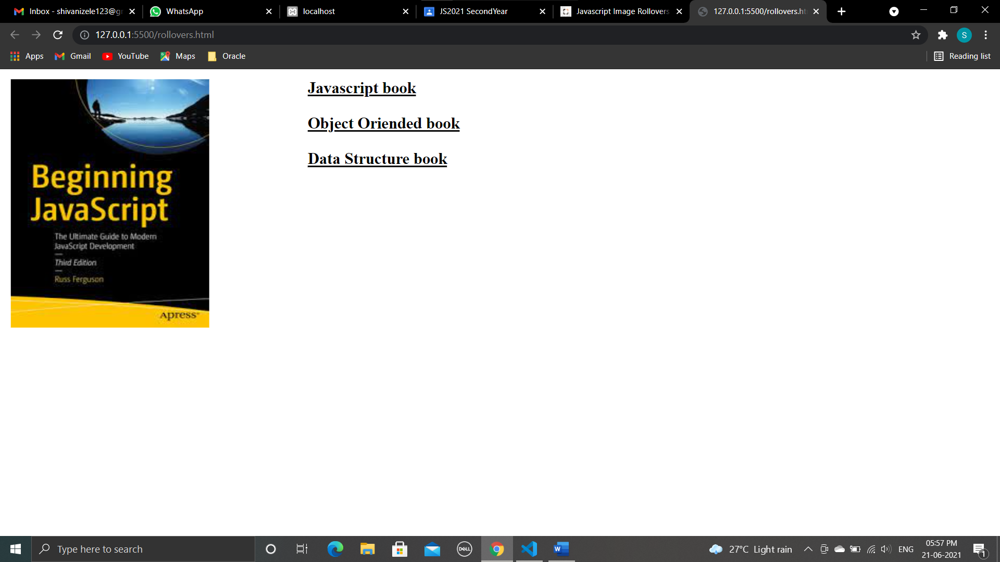 Inbox - shivanizele123@gr
WhatsApp
localhost
JS2021 SecondYear
Javascript Image Rollovers
127.0.0.1:5500/rollovers.ht
127.0.0.1:5500/rollovers.html
S
Apps
Gmail
YouTube
Maps
Oracle
Reading list
Beginning
JavaScript
The Ultimate Guide to Modern
JavaScript Development
Third Edition
Russ Ferguson
Apress®
Javascript book
Object Oriended book
Data Structure book
Type here to search
DELL
W
27°C Light rain
ENG
05:57 PM
21-06-2021
1